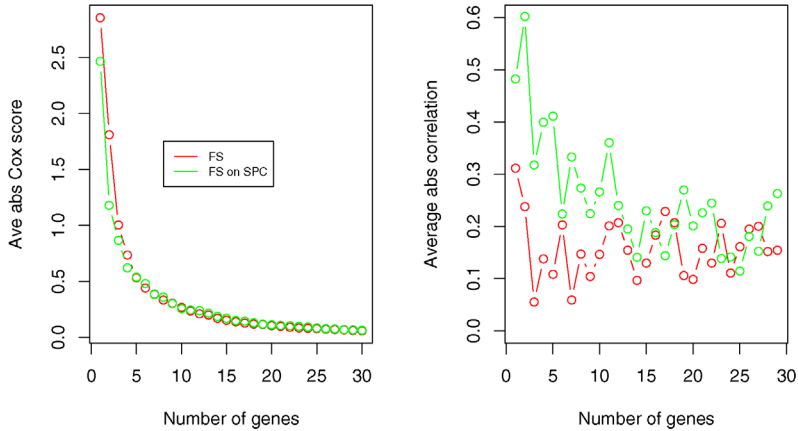 Ave abs Cox score
2.5
2.0
1.5
1.0
0.5
0.0
FS
FS on SPC
0 5 10 15 20 25 30
Number of genes
Average abs correlation
0.6
0.5
0.4
0.3
0.2
0.1
0.0
0 5 10 15 20 25 30
Number of genes